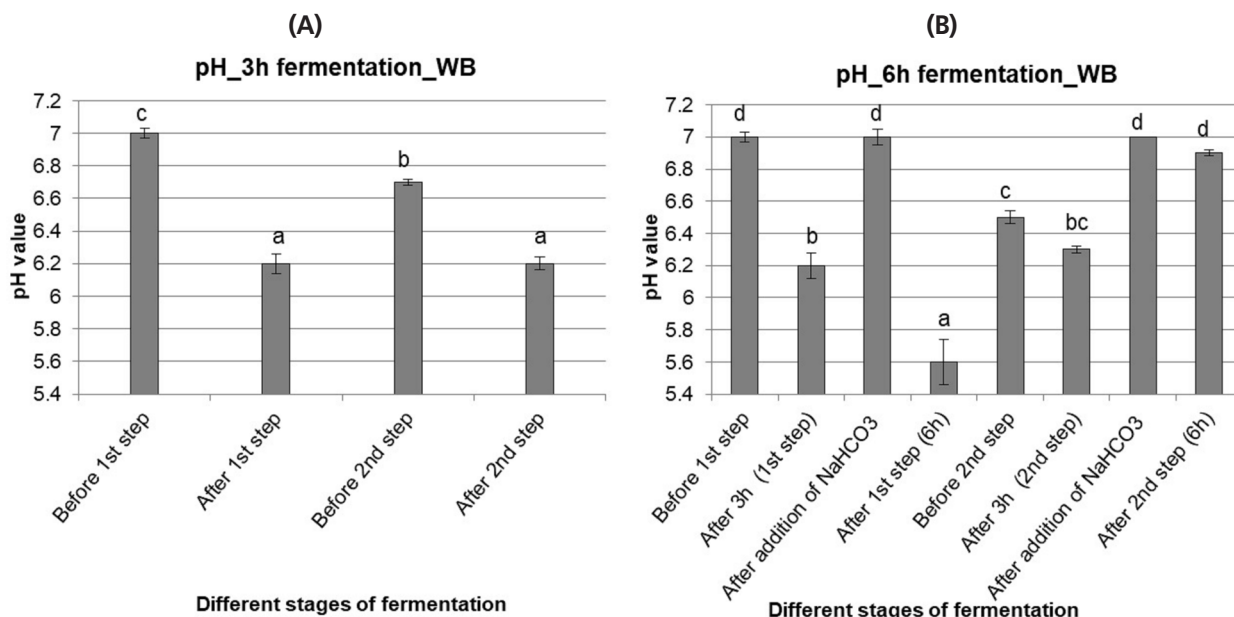 (A)
pH_3h fermentation_WB
7.2
7
6.8
6.6
6.4
6.2
6
5.8
5.6
5.4
pH value
c
a
b
a
Before 1st step
After 1st step
Before 2nd step
After 2nd step
Different stages of fermentation
(B)
pH_6h fermentation_WB
7.2
7
6.8
6.6
6.4
6.2
6
5.8
5.6
5.4
pH value
d
b
d
a
c
bc
d
d
Before 1st step
After 3h (1st step)
After addition of NaHCO3
After 1st step (6h)
Before 2nd step
After 3h (2nd step)
After addition of NaHCO3
After 2nd step (6h)
Different stages of fermentation